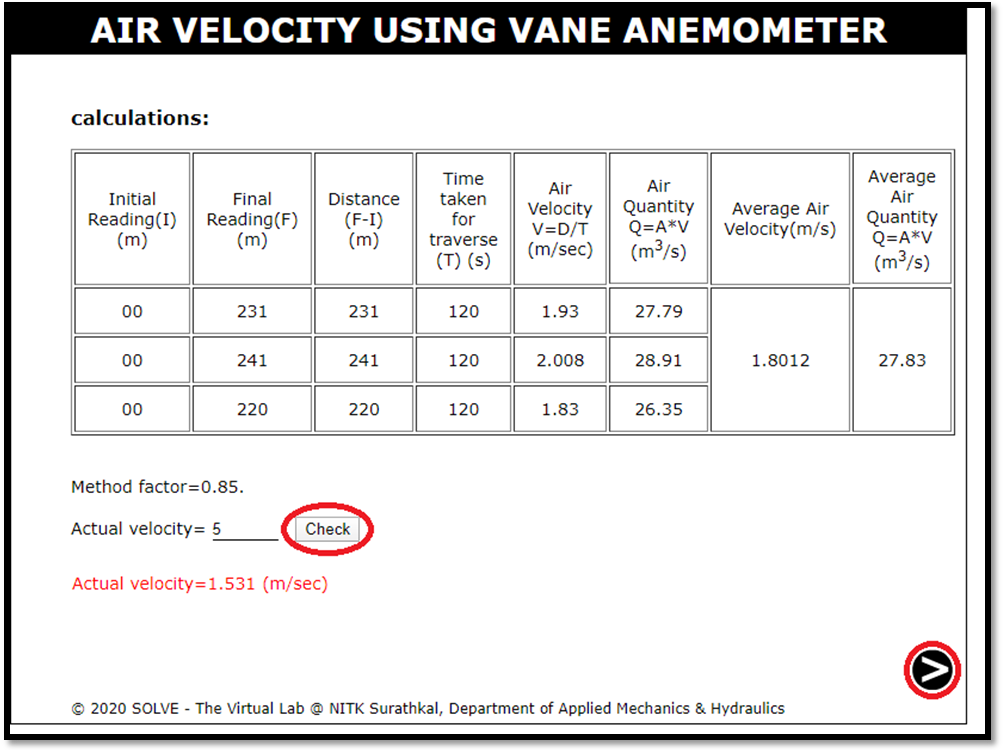 AIR VELOCITY USING VANE ANEMOMETER
calculations:
Initial Reading(I) (m) Final Reading(F) (m) Distance (F-I) (m) Time taken for traverse (T) (s) Air Velocity V=D/T (m/sec) Air Quantity Q=A*V (m³/s) Average Air Velocity(m/s) Average Air Quantity Q=A*V (m³/s)
00 231 231 120 1.93 27.79
00 241 241 120 2.008 28.91 1.8012 27.83
00 220 220 120 1.83 26.35
Method factor=0.85.
Actual velocity= 5 Check
Actual velocity=1.531 (m/sec)
>
© 2020 SOLVE - The Virtual Lab @ NITK Surathkal, Department of Applied Mechanics & Hydraulics